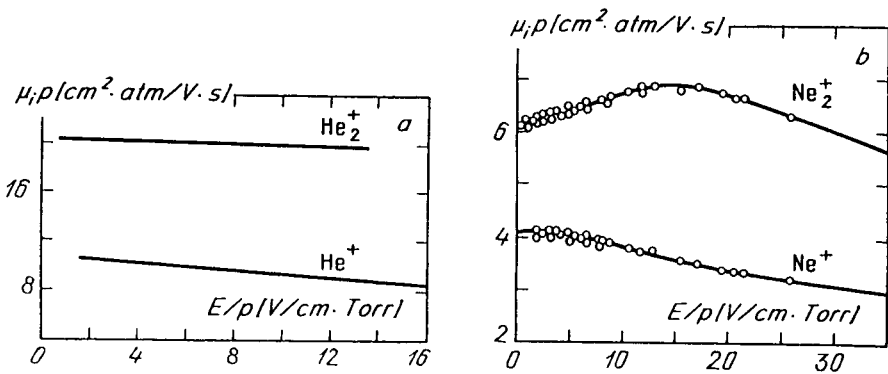 μᵢp[cm²·atm/V·s]
a
He₂⁺
16
He⁺
8
E/p[V/cm·Torr]
0 4 8 12 16
μᵢp[cm²·atm/V·s]
b
Ne₂⁺
6
4
Ne⁺
E/p[V/cm·Torr]
2
0 10 20 30